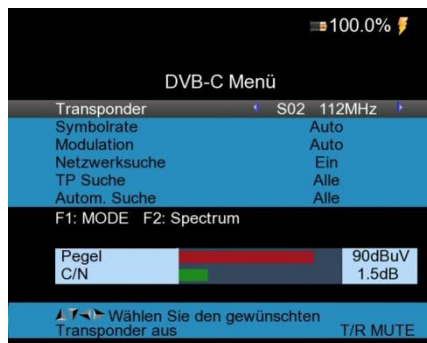 100.0%
DVB-C Menü
Transponder S02 112MHz
Symbolrate Auto
Modulation Auto
Netzwerksuche Ein
TP Suche Alle
Autom. Suche Alle
F1: MODE F2: Spectrum
Pegel 90dBuV
C/N 1.5dB
Wählen Sie den gewünschten
Transponder aus T/R MUTE